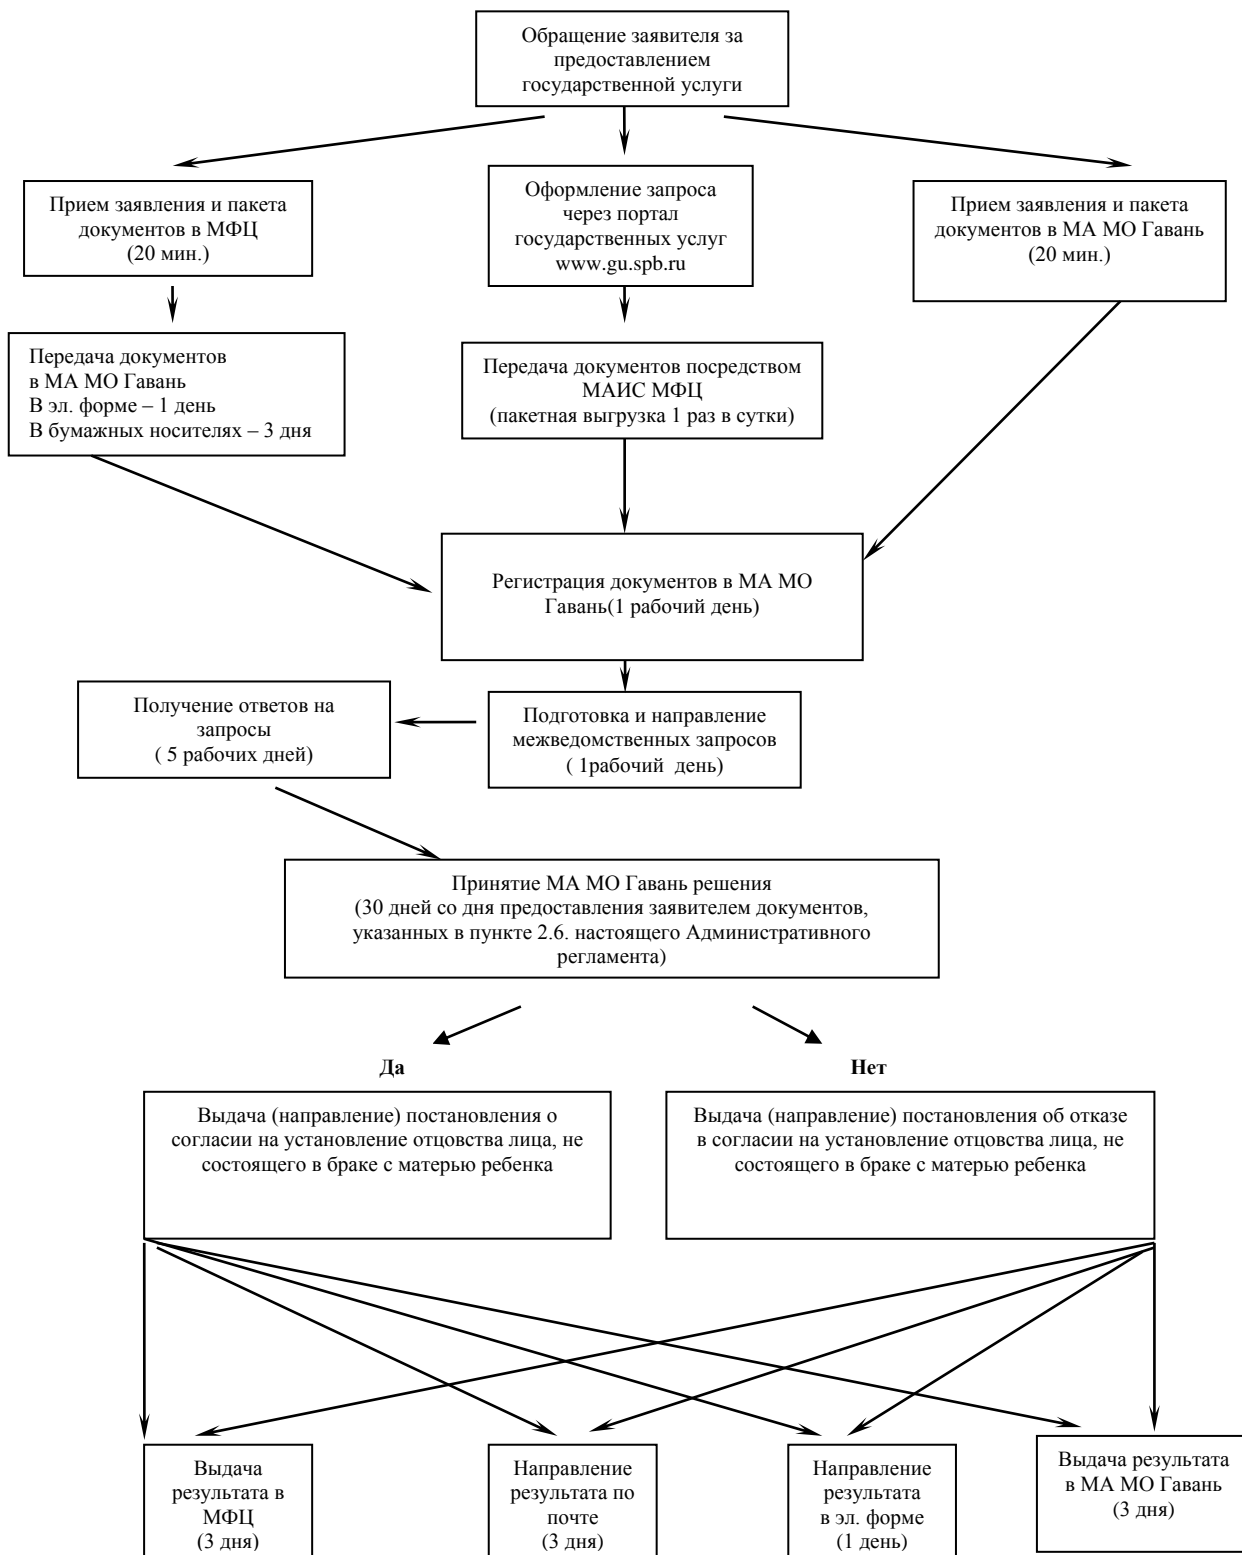 Обращение заявителя за
предоставлением
государственной услуги
Прием заявления и пакета
документов в МФЦ
(20 мин.)
Оформление запроса
через портал
государственных услуг
www.gu.spb.ru
Прием заявления и пакета
документов в МА МО Гавань
(20 мин.)
Передача документов
в МА МО Гавань
В эл. форме – 1 день
В бумажных носителях – 3 дня
Передача документов посредством
МАИС МФЦ
(пакетная выгрузка 1 раз в сутки)
Регистрация документов в МА МО
Гавань(1 рабочий день)
Получение ответов на
запросы
( 5 рабочих дней)
Подготовка и направление
межведомственных запросов
( 1рабочий  день)
Принятие МА МО Гавань решения
(30 дней со дня предоставления заявителем документов,
указанных в пункте 2.6. настоящего Административного
регламента)
Да
Нет
Выдача (направление) постановления о
согласии на установление отцовства лица, не
состоящего в браке с матерью ребенка
Выдача (направление) постановления об отказе
в согласии на установление отцовства лица, не
состоящего в браке с матерью ребенка
Выдача
результата в
МФЦ
(3 дня)
Направление
результата по
почте
(3 дня)
Направление
результата
в эл. форме
(1 день)
Выдача результата
в МА МО Гавань
(3 дня)